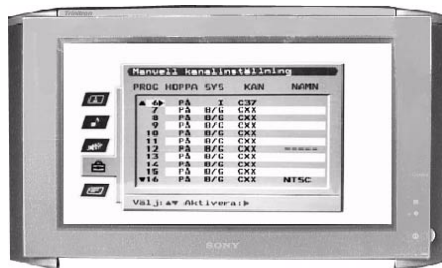 Manuell kanalinställning
PROG HOPPA SYS KAN NAMN
▲ 6▶ PÅ I C37
7 PÅ B/G CXX
8 PÅ B/G CXX
9 PÅ B/G CXX
10 PÅ B/G CXX
11 PÅ B/G CXX
12 PÅ B/G CXX -----
13 PÅ B/G CXX
14 PÅ B/G CXX
15 PÅ B/G CXX
▼16 PÅ B/G CXX NTSC
Välj:▲▼ Aktivera:▶
SONY